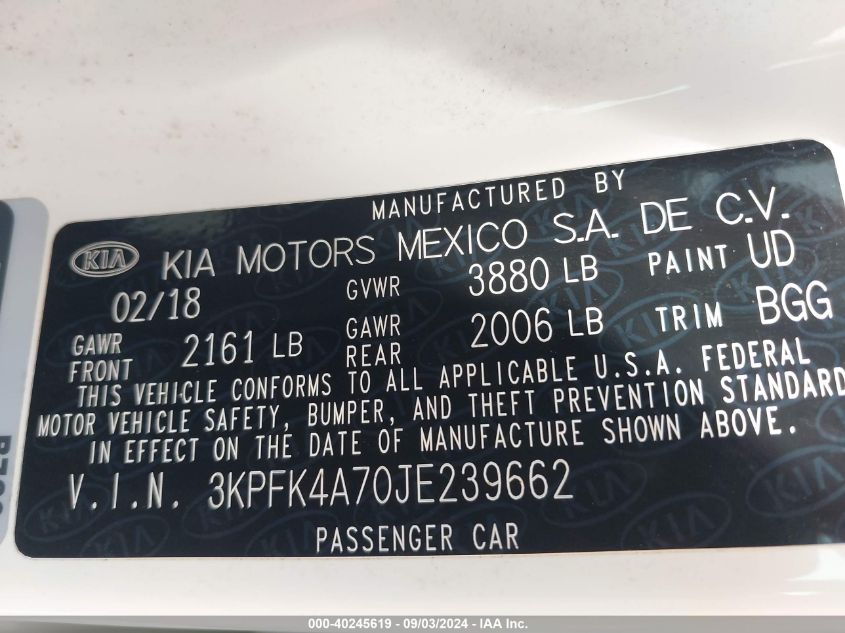 MANUFACTURED BY
KIA KIA MOTORS MEXICO S.A. DE C.V.
02/18 GVWR 3880 LB PAINT UD
GAWR FRONT 2161 LB GAWR REAR 2006 LB TRIM BGG
THIS VEHICLE CONFORMS TO ALL APPLICABLE U.S.A. FEDERAL
MOTOR VEHICLE SAFETY, BUMPER, AND THEFT PREVENTION STANDARD
IN EFFECT ON THE DATE OF MANUFACTURE SHOWN ABOVE.
V.I.N. 3KPFK4A70JE239662
PASSENGER CAR
000-40245619 - 09/03/2024 - IAA Inc.